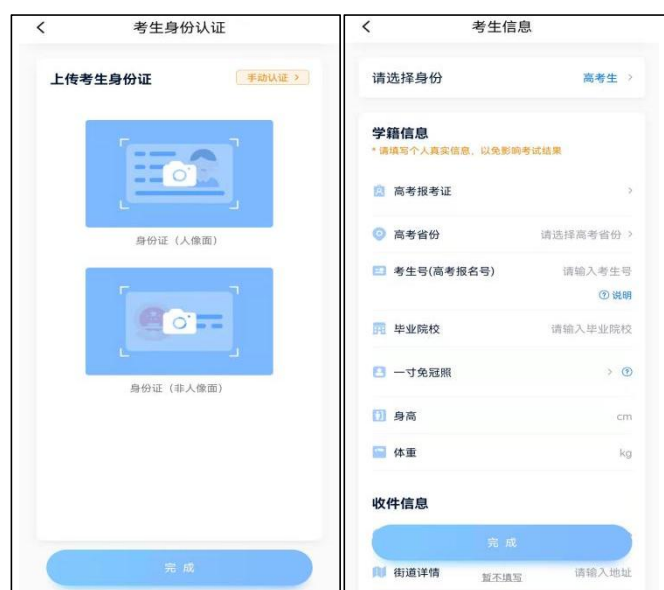 考生身份认证
上传考生身份证
手动认证 >
身份证（人像面）
身份证（非人像面）
完成
考生信息
请选择身份 高考生 >
学籍信息
* 请填写个人真实信息，以免影响考试结果
高考报考证 >
高考省份 请选择高考省份 >
考生号(高考报名号) 请输入考生号
? 说明
毕业院校 请输入毕业院校
一寸免冠照 > ?
身高 cm
体重 kg
收件信息
完成
街道详情 请输入地址
暂不填写